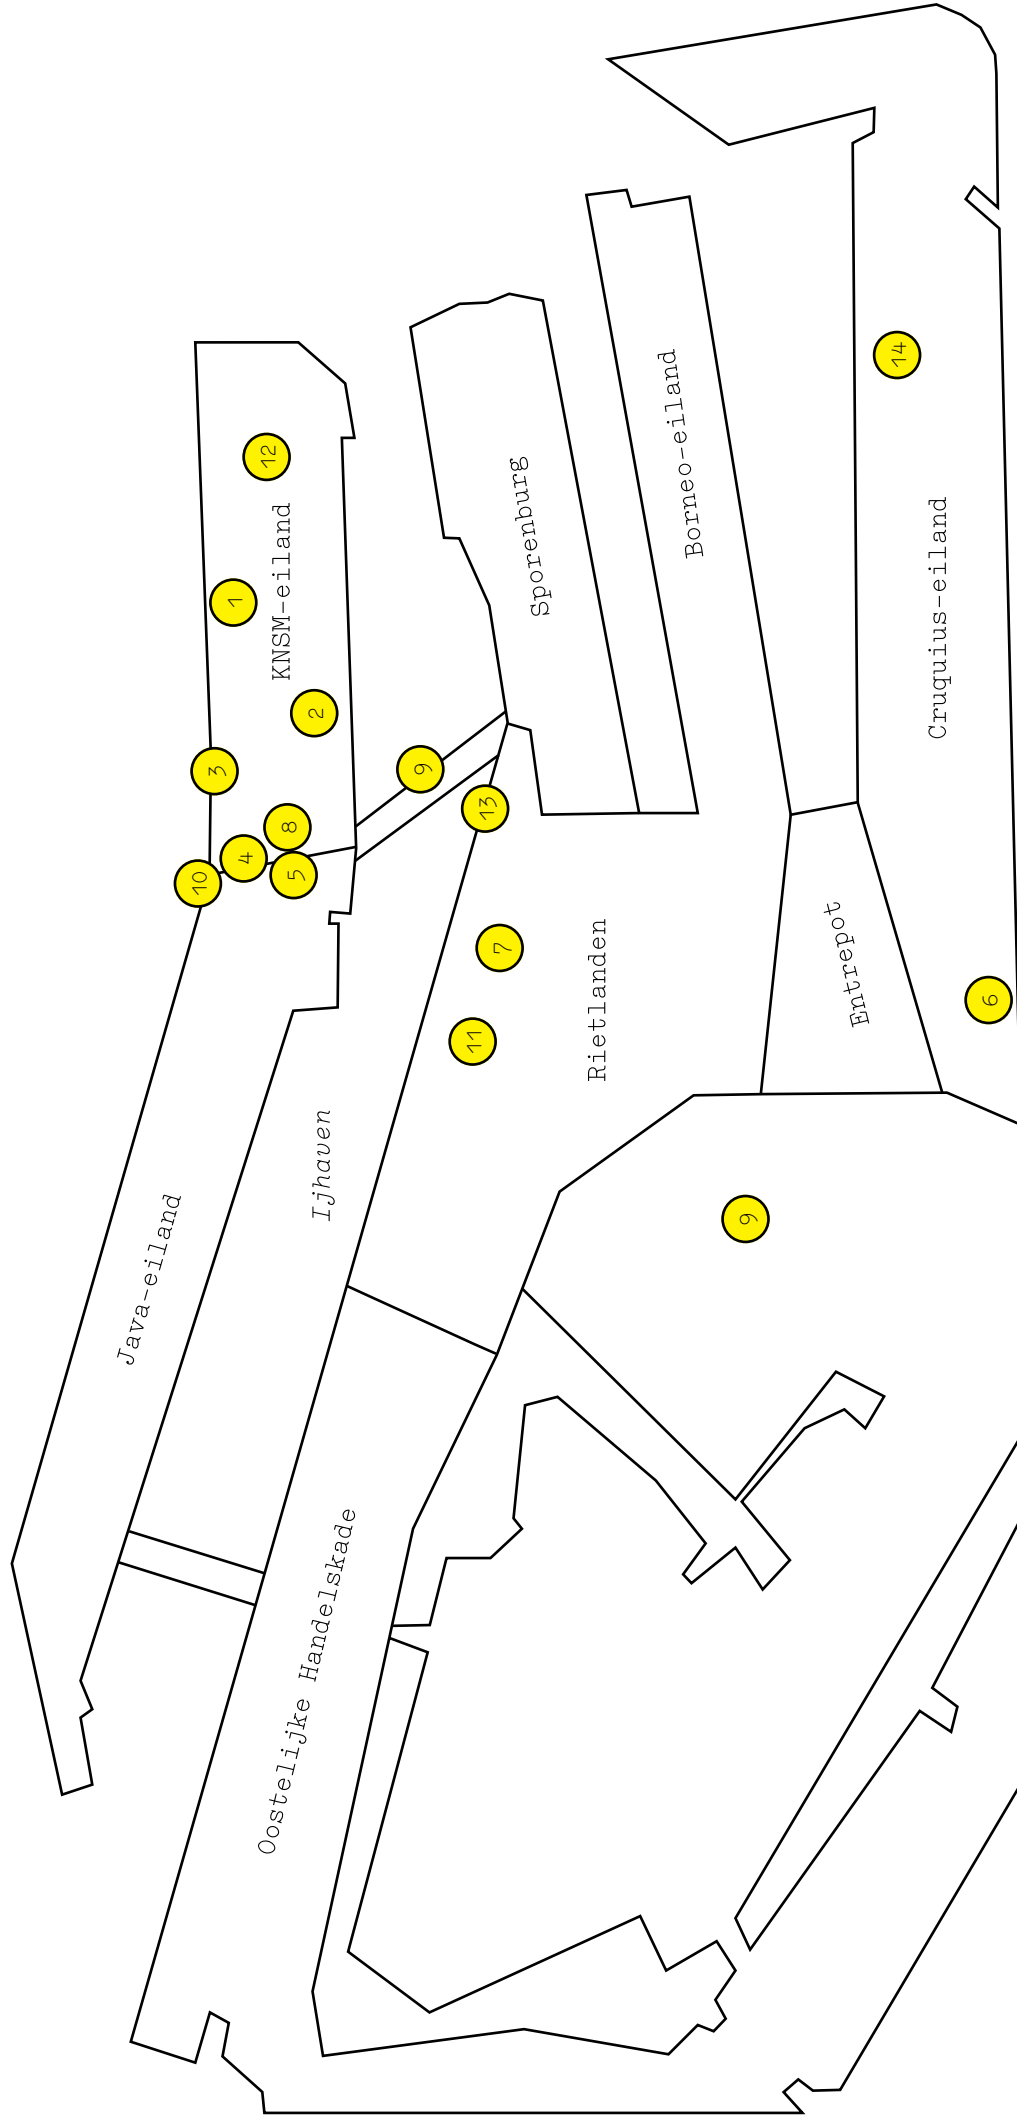 Java-eiland
10
3
1
4
12
KNSM-eiland
8
5
2
Oostelijke Handelskade
Ijhaven
9
11
13
7
Sporenburg
Rietlanden
Borneo-eiland
9
Entrepot
14
Cruquius-eiland
6